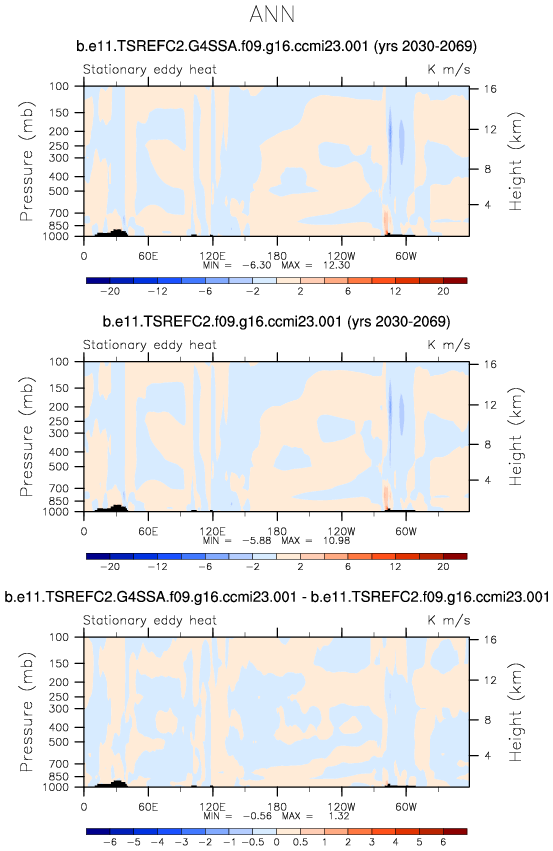 ANN
b.e11.TSREFC2.G4SSA.f09.g16.ccmi23.001 (yrs 2030-2069)
Stationary eddy heat K m/s
Pressure (mb)
100
150
200
250
300
400
500
700
850
1000
16
12
8
4
Height (km)
0 60E 120E 180 120W 60W
MIN = -6.30 MAX = 12.30
-20 -12 -6 -2 2 6 12 20
b.e11.TSREFC2.f09.g16.ccmi23.001 (yrs 2030-2069)
Stationary eddy heat K m/s
Pressure (mb)
100
150
200
250
300
400
500
700
850
1000
16
12
8
4
Height (km)
0 60E 120E 180 120W 60W
MIN = -5.88 MAX = 10.98
-20 -12 -6 -2 2 6 12 20
b.e11.TSREFC2.G4SSA.f09.g16.ccmi23.001 - b.e11.TSREFC2.f09.g16.ccmi23.001
Stationary eddy heat K m/s
Pressure (mb)
100
150
200
250
300
400
500
700
850
1000
16
12
8
4
Height (km)
0 60E 120E 180 120W 60W
MIN = -0.56 MAX = 1.32
-6 -5 -4 -3 -2 -1 -0.5 0 0.5 1 2 3 4 5 6